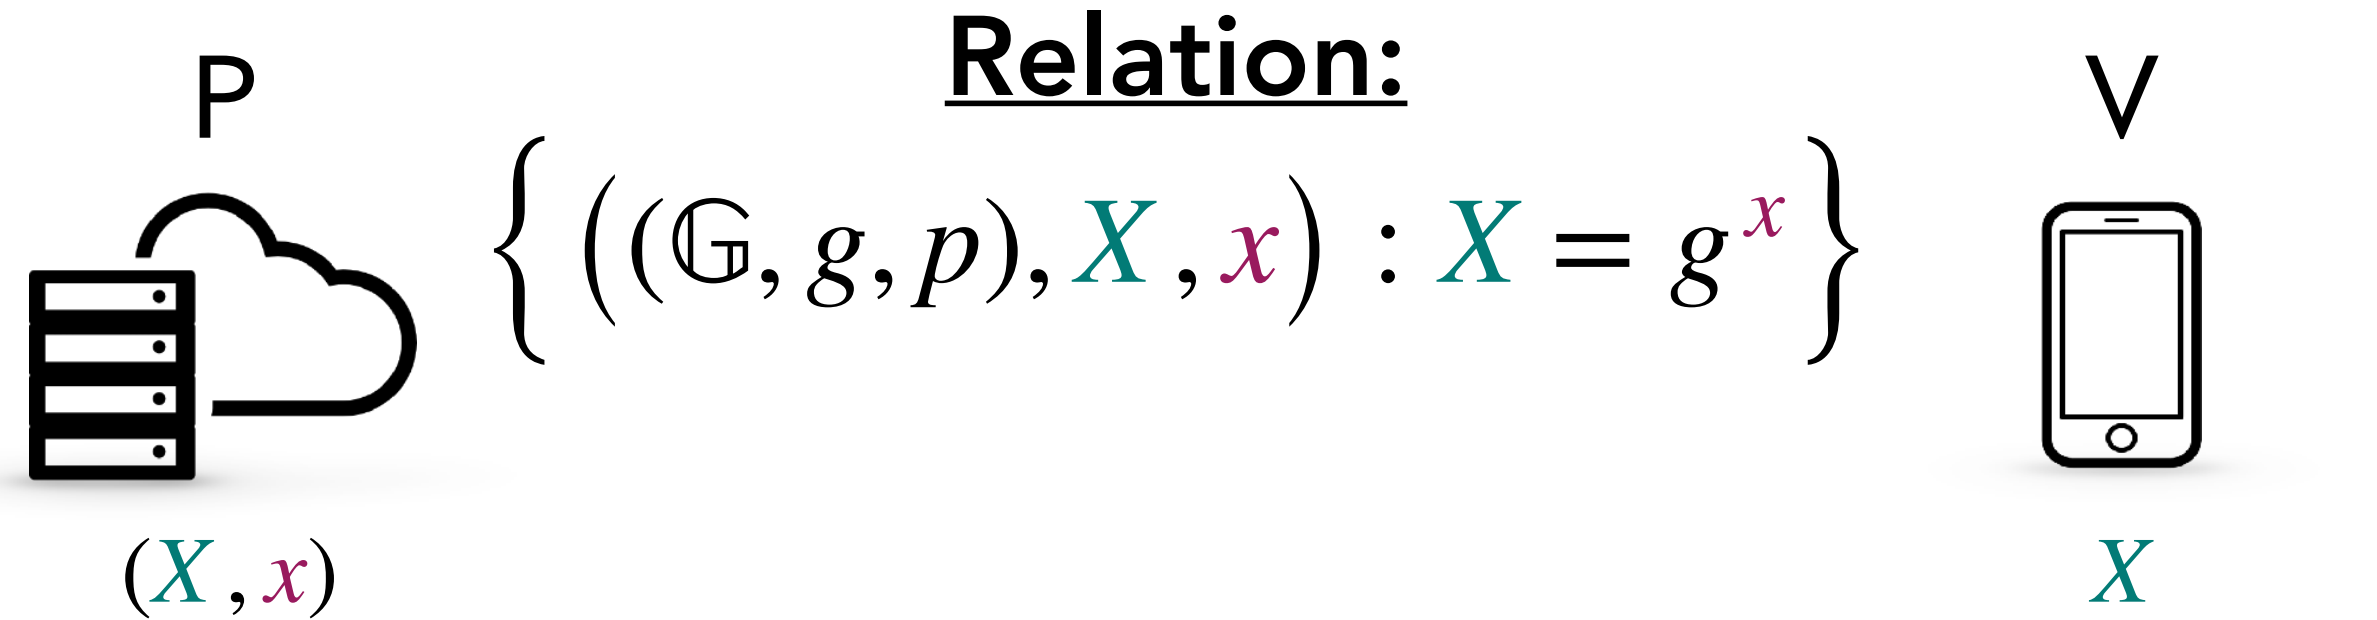 Relation:
P
V
{((𝔾, g, p), X, x) : X = g^x}
(X, x)
X